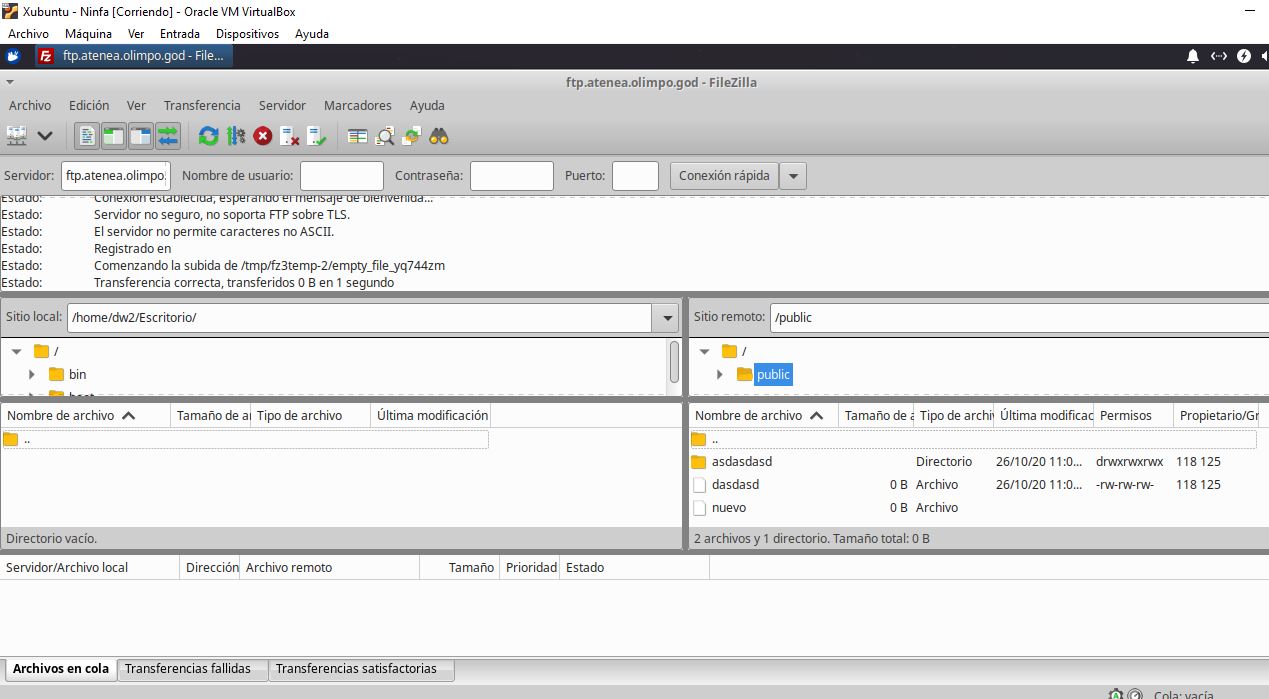 Xubuntu - Ninfa [Corriendo] - Oracle VM VirtualBox
Archivo Máquina Ver Entrada Dispositivos Ayuda
ftp.atenea.olimpo.god - File...
ftp.atenea.olimpo.god - FileZilla
Archivo Edición Ver Transferencia Servidor Marcadores Ayuda
Servidor: ftp.atenea.olimpo. Nombre de usuario: Contraseña: Puerto: Conexión rápida
Estado: Conexión establecida, esperando el mensaje de bienvenida...
Estado: Servidor no seguro, no soporta FTP sobre TLS.
Estado: El servidor no permite caracteres no ASCII.
Estado: Registrado en
Estado: Comenzando la subida de /tmp/fz3temp-2/empty_file_yq744zm
Estado: Transferencia correcta, transferidos 0 B en 1 segundo
Sitio local: /home/dw2/Escritorio/ Sitio remoto: /public
/ /
bin public
Nombre de archivo Tamaño de a Tipo de archivo Última modificación Nombre de archivo Tamaño de a Tipo de archi Última modificac Permisos Propietario/Gr
.. ..
asdasdasd Directorio 26/10/20 11:0... drwxrwxrwx 118 125
dasdasd 0 B Archivo 26/10/20 11:0... -rw-rw-rw- 118 125
nuevo 0 B Archivo
Directorio vacío. 2 archivos y 1 directorio. Tamaño total: 0 B
Servidor/Archivo local Dirección Archivo remoto Tamaño Prioridad Estado
Archivos en cola Transferencias fallidas Transferencias satisfactorias
Cola: vacía